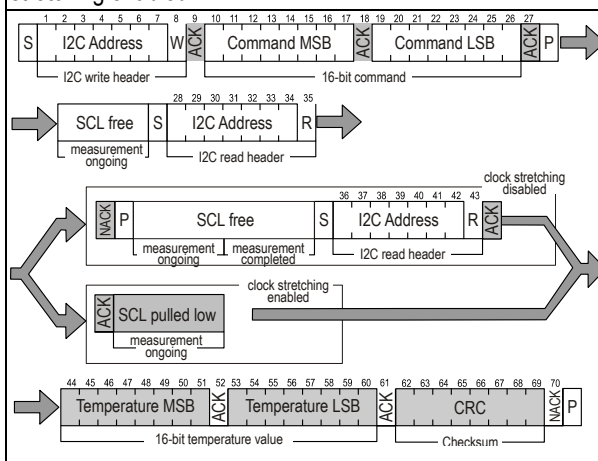 1 2 3 4 5 6 7 8 9 10 11 12 13 14 15 16 17 18 19 20 21 22 23 24 25 26 27
S I2C Address W ACK Command MSB ACK Command LSB ACK P
I2C write header 16-bit command
28 29 30 31 32 33 34 35
SCL free S I2C Address R
measurement
ongoing
I2C read header
clock stretching
disabled
36 37 38 39 40 41 42 43
NACK P SCL free S I2C Address R ACK
measurement
ongoing
measurement
completed
I2C read header
clock stretching
enabled
ACK SCL pulled low
measurement
ongoing
44 45 46 47 48 49 50 51 52 53 54 55 56 57 58 59 60 61 62 63 64 65 66 67 68 69 70
Temperature MSB ACK Temperature LSB ACK CRC NACK P
16-bit temperature value Checksum